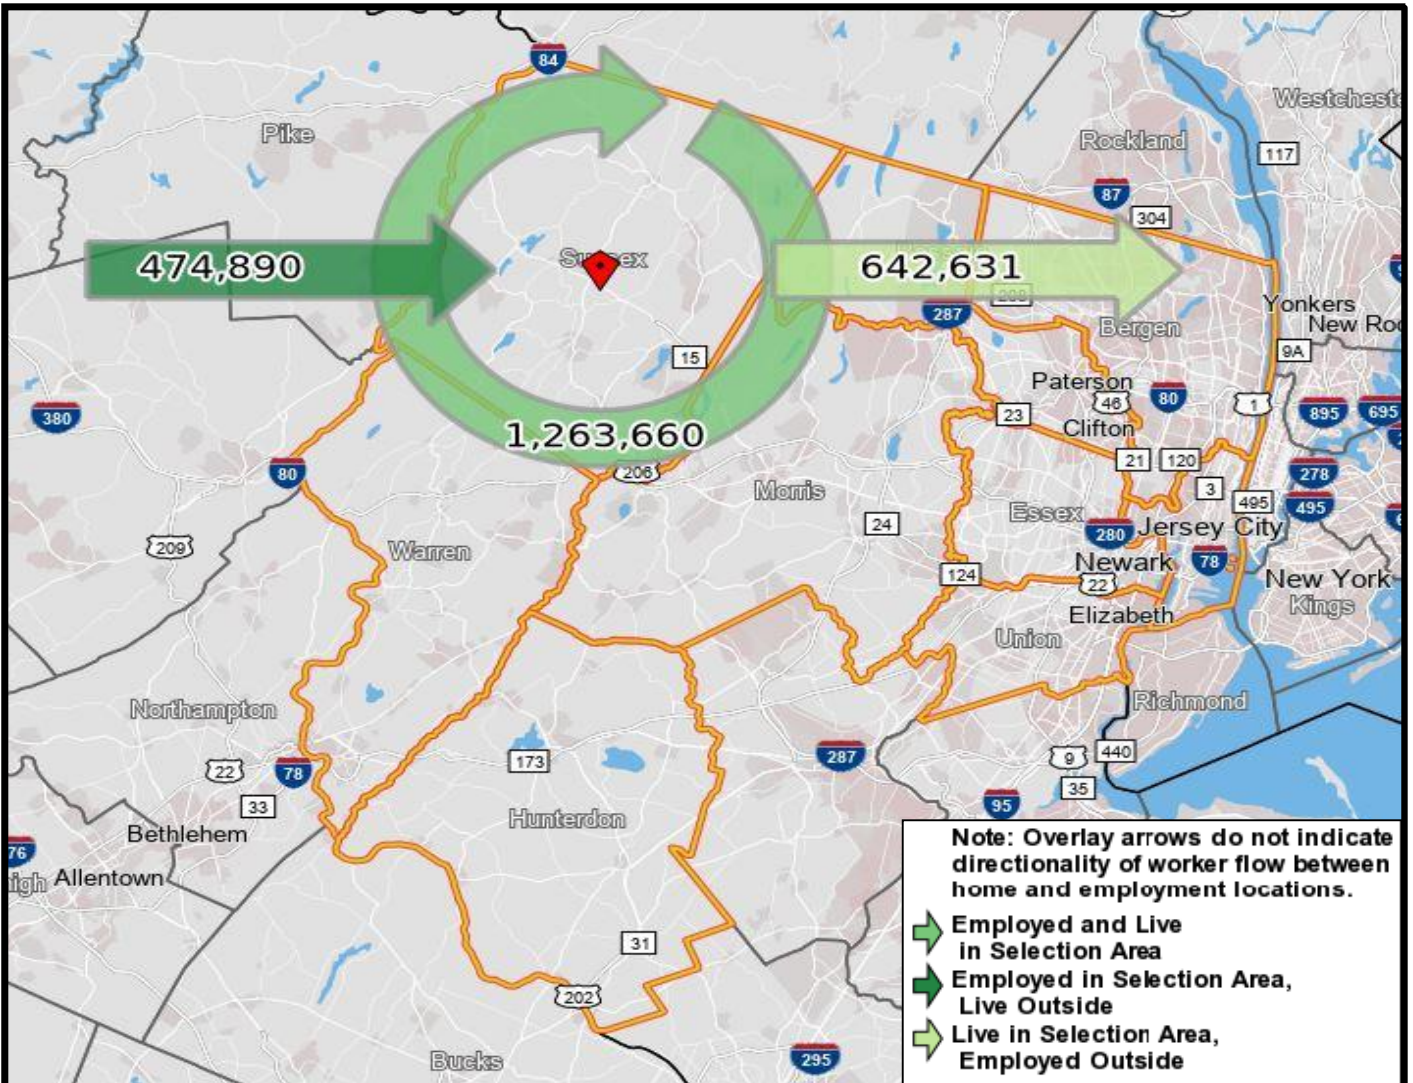 84
Westcheste
Pike
Rockland
117
87
304
Sussex
474,890
642,631
287
Bergen
Yonkers
New Roc
15
9A
Paterson
46
80
1
380
23
895
695
Clifton
1,263,660
206
21
120
80
278
Morris
3
495
495
24
Essex
280
Jersey City
209
Warren
Newark
78
124
22
New York
Kings
Elizabeth
Union
Northampton
Richmond
22
78
173
287
9
440
33
35
95
Hunterdon
Bethlehem
76
igh
Allentown
31
202
Bucks
295
Note: Overlay arrows do not indicate
directionality of worker flow between
home and employment locations.
Employed and Live
in Selection Area
Employed in Selection Area,
Live Outside
Live in Selection Area,
Employed Outside